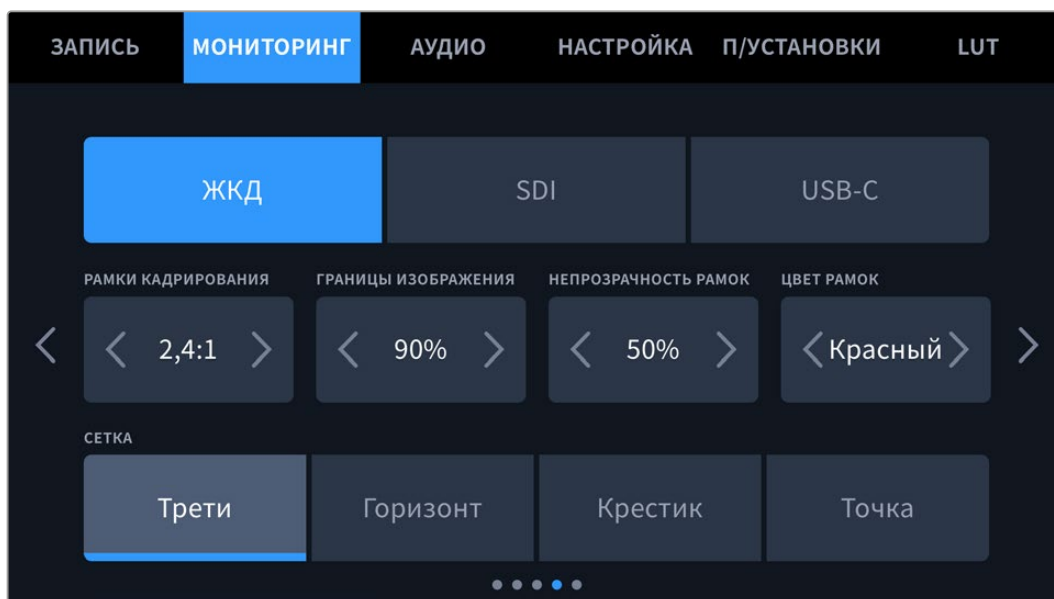 ЗАПИСЬ МОНИТОРИНГ АУДИО НАСТРОЙКА П/УСТАНОВКИ LUT
ЖКД SDI USB-C
РАМКИ КАДРИРОВАНИЯ ГРАНИЦЫ ИЗОБРАЖЕНИЯ НЕПРОЗРАЧНОСТЬ РАМОК ЦВЕТ РАМОК
2,4:1 90% 50% Красный
СЕТКА
Трети Горизонт Крестик Точка